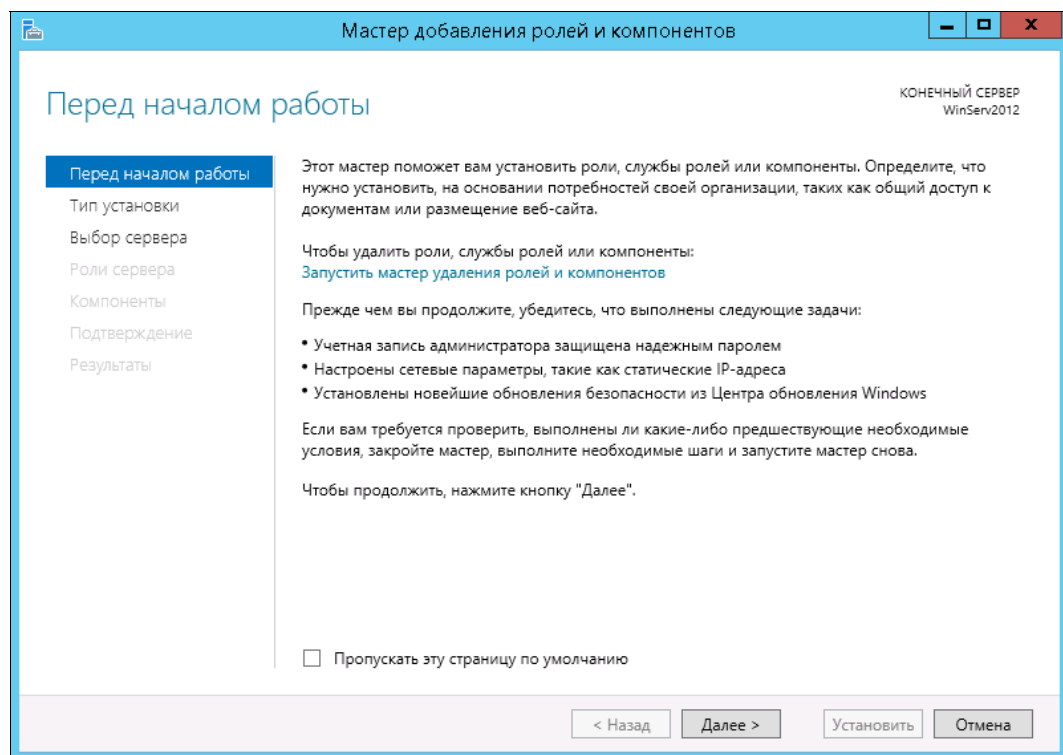 Мастер добавления ролей и компонентов
Перед началом работы
КОНЕЧНЫЙ СЕРВЕР
WinServ2012
Перед началом работы
Тип установки
Выбор сервера
Роли сервера
Компоненты
Подтверждение
Результаты
Этот мастер поможет вам установить роли, службы ролей или компоненты. Определите, что
нужно установить, на основании потребностей своей организации, таких как общий доступ к
документам или размещение веб-сайта.
Чтобы удалить роли, службы ролей или компоненты:
Запустить мастер удаления ролей и компонентов
Прежде чем вы продолжите, убедитесь, что выполнены следующие задачи:
• Учетная запись администратора защищена надежным паролем
• Настроены сетевые параметры, такие как статические IP-адреса
• Установлены новейшие обновления безопасности из Центра обновления Windows
Если вам требуется проверить, выполнены ли какие-либо предшествующие необходимые
условия, закройте мастер, выполните необходимые шаги и запустите мастер снова.
Чтобы продолжить, нажмите кнопку "Далее".
Пропускать эту страницу по умолчанию
< Назад
Далее >
Установить
Отмена